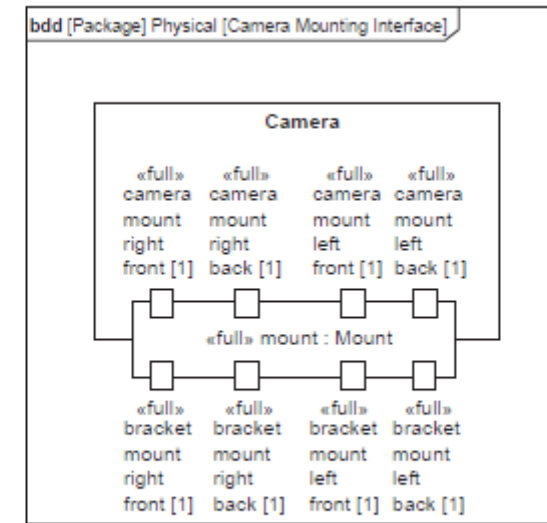 bdd [Package] Physical [Camera Mounting Interface]
Camera
«full» «full» «full» «full»
camera camera camera camera
mount mount mount mount
right right left left
front [1] back [1] front [1] back [1]
«full» mount : Mount
«full» «full» «full» «full»
bracket bracket bracket bracket
mount mount mount mount
right right left left
front [1] back [1] front [1] back [1]